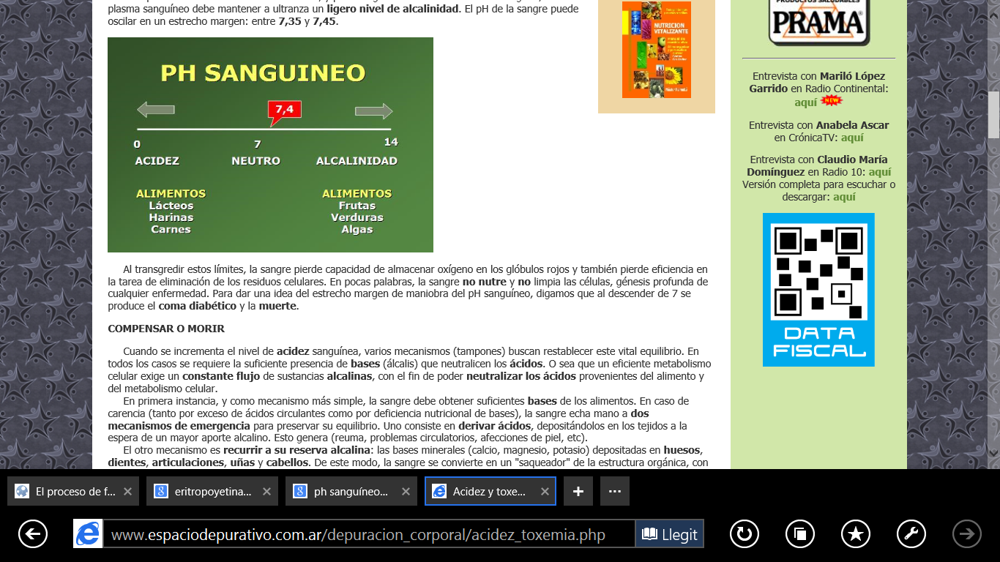 plasma sanguíneo debe mantener a ultranza un ligero nivel de alcalinidad. El pH de la sangre puede
oscilar en un estrecho margen: entre 7,35 y 7,45.
PH SANGUINEO
7,4
0
7
14
ACIDEZ
NEUTRO
ALCALINIDAD
ALIMENTOS
Lácteos
Harinas
Carnes
ALIMENTOS
Frutas
Verduras
Algas
Al transgredir estos límites, la sangre pierde capacidad de almacenar oxígeno en los glóbulos rojos y también pierde eficiencia en
la tarea de eliminación de los residuos celulares. En pocas palabras, la sangre no nutre y no limpia las células, génesis profunda de
cualquier enfermedad. Para dar una idea del estrecho margen de maniobra del pH sanguíneo, digamos que al descender de 7 se
produce el coma diabético y la muerte.
COMPENSAR O MORIR
Cuando se incrementa el nivel de acidez sanguínea, varios mecanismos (tampones) buscan restablecer este vital equilibrio. En
todos los casos se requiere la suficiente presencia de bases (álcalis) que neutralicen los ácidos. O sea que un eficiente metabolismo
celular exige un constante flujo de sustancias alcalinas, con el fin de poder neutralizar los ácidos provenientes del alimento y
del metabolismo celular.
En primera instancia, y como mecanismo más simple, la sangre debe obtener suficientes bases de los alimentos. En caso de
carencia (tanto por exceso de ácidos circulantes como por deficiencia nutricional de bases), la sangre echa mano a dos
mecanismos de emergencia para preservar su equilibrio. Uno consiste en derivar ácidos, depositándolos en los tejidos a la
espera de un mayor aporte alcalino. Esto genera (reuma, problemas circulatorios, afecciones de piel, etc).
El otro mecanismo es recurrir a su reserva alcalina: las bases minerales (calcio, magnesio, potasio) depositadas en huesos,
dientes, articulaciones, uñas y cabellos. De este modo, la sangre se convierte en un "saqueador" de la estructura orgánica, con
NUTRICION
VITALIZANTE
PRODUCTOS SALUDABLES
PRAMA®
Entrevista con Mariló López
Garrido en Radio Continental:
aquí NEW
Entrevista con Anabela Ascar
en CrónicaTV: aquí
Entrevista con Claudio María
Domínguez en Radio 10: aquí
Versión completa para escuchar o
descargar: aquí
DATA
FISCAL
El proceso de f...
eritropoyetina...
ph sanguíneo...
Acidez y toxe...
www.espaciodepurativo.com.ar/depuracion_corporal/acidez_toxemia.php
Llegit